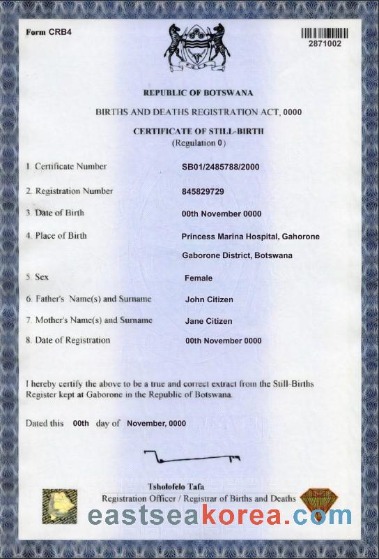 Form CRB4
2871002
REPUBLIC OF BOTSWANA
BIRTHS AND DEATHS REGISTRATION ACT, 0000
CERTIFICATE OF STILL-BIRTH
(Regulation 0)
1. Certificate Number SB01/2485788/2000
2. Registration Number 845829729
3. Date of Birth 00th November 0000
4. Place of Birth Princess Marina Hospital, Gahorone
Gaborone District, Botswana
5. Sex Female
6. Father's Name(s) and Surname John Citizen
7. Mother's Name(s) and Surname Jane Citizen
8. Date of Registration 00th November 0000
I hereby certify the above to be a true and correct extract from the Still-Births
Register kept at Gaborone in the Republic of Botswana.
Dated this 00th day of November, 0000
Tsholofelo Tafa
Registration Officer / Registrar of Births and Deaths
eastseakorea.com